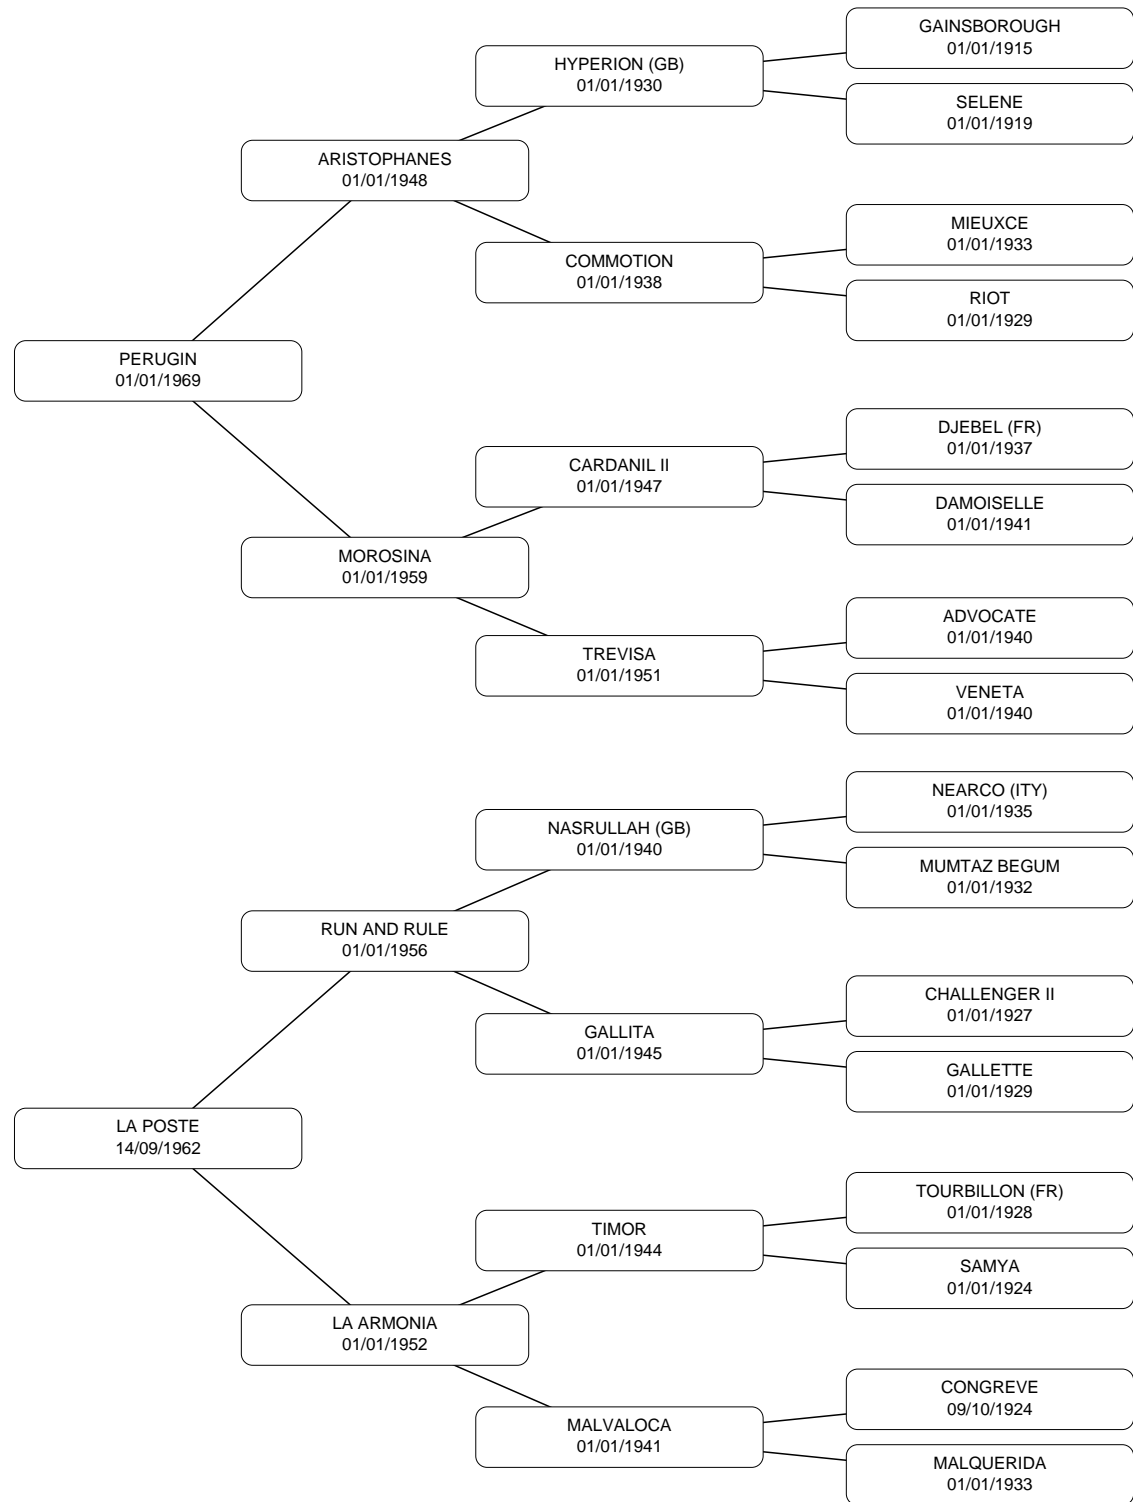 GAINSBOROUGH
01/01/1915
HYPERION (GB)
01/01/1930
SELENE
01/01/1919
ARISTOPHANES
01/01/1948
MIEUXCE
01/01/1933
COMMOTION
01/01/1938
RIOT
01/01/1929
PERUGIN
01/01/1969
DJEBEL (FR)
01/01/1937
CARDANIL II
01/01/1947
DAMOISELLE
01/01/1941
MOROSINA
01/01/1959
ADVOCATE
01/01/1940
TREVISA
01/01/1951
VENETA
01/01/1940
NEARCO (ITY)
01/01/1935
NASRULLAH (GB)
01/01/1940
MUMTAZ BEGUM
01/01/1932
RUN AND RULE
01/01/1956
CHALLENGER II
01/01/1927
GALLITA
01/01/1945
GALLETTE
01/01/1929
LA POSTE
14/09/1962
TOURBILLON (FR)
01/01/1928
TIMOR
01/01/1944
SAMYA
01/01/1924
LA ARMONIA
01/01/1952
CONGREVE
09/10/1924
MALVALOCA
01/01/1941
MALQUERIDA
01/01/1933